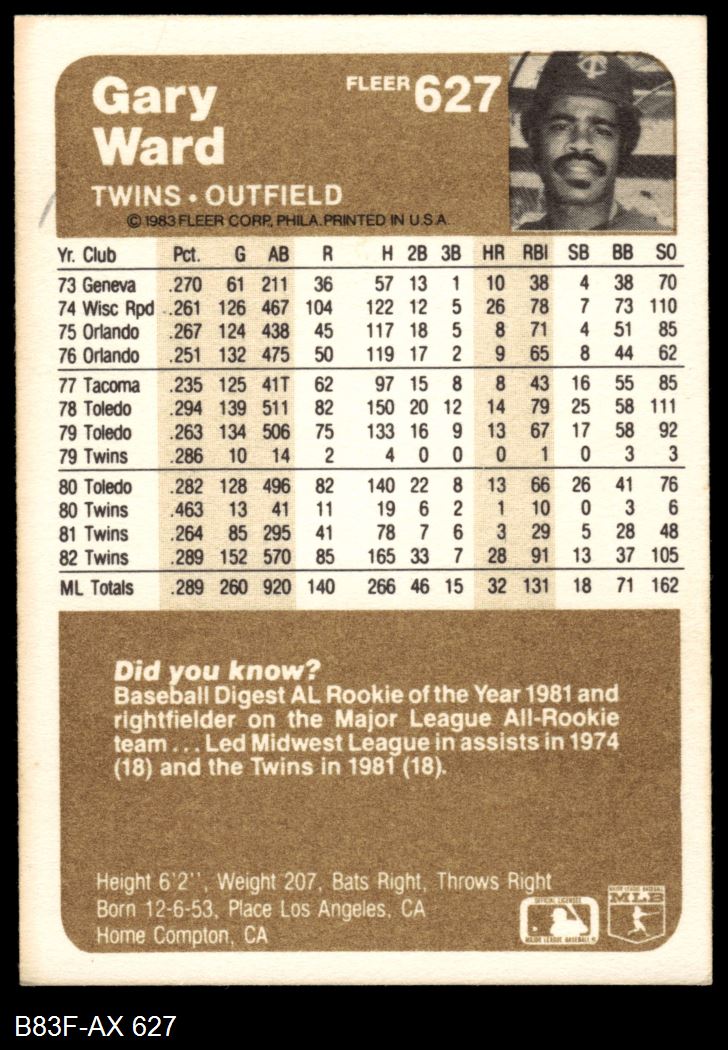 Gary
Ward
FLEER 627
TWINS • OUTFIELD
© 1983 FLEER CORP., PHILA. PRINTED IN U.S.A.
Yr. Club Pct. G AB R H 2B 3B HR RBI SB BB SO
73 Geneva .270 61 211 36 57 13 1 10 38 4 38 70
74 Wisc Rpd .261 126 467 104 122 12 5 26 78 7 73 110
75 Orlando .267 124 438 45 117 18 5 8 71 4 51 85
76 Orlando .251 132 475 50 119 17 2 9 65 8 44 62
77 Tacoma .235 125 41T 62 97 15 8 8 43 16 55 85
78 Toledo .294 139 511 82 150 20 12 14 79 25 58 111
79 Toledo .263 134 506 75 133 16 9 13 67 17 58 92
79 Twins .286 10 14 2 4 0 0 0 1 0 3 3
80 Toledo .282 128 496 82 140 22 8 13 66 26 41 76
80 Twins .463 13 41 11 19 6 2 1 10 0 3 6
81 Twins .264 85 295 41 78 7 6 3 29 5 28 48
82 Twins .289 152 570 85 165 33 7 28 91 13 37 105
ML Totals .289 260 920 140 266 46 15 32 131 18 71 162
Did you know?
Baseball Digest AL Rookie of the Year 1981 and
rightfielder on the Major League All-Rookie
team . . . Led Midwest League in assists in 1974
(18) and the Twins in 1981 (18).
Height 6'2'', Weight 207, Bats Right, Throws Right
Born 12-6-53, Place Los Angeles, CA
Home Compton, CA
OFFICIAL LICENSEE
MAJOR LEAGUE BASEBALL
MAJOR LEAGUE BASEBALL
MLB
B83F-AX 627